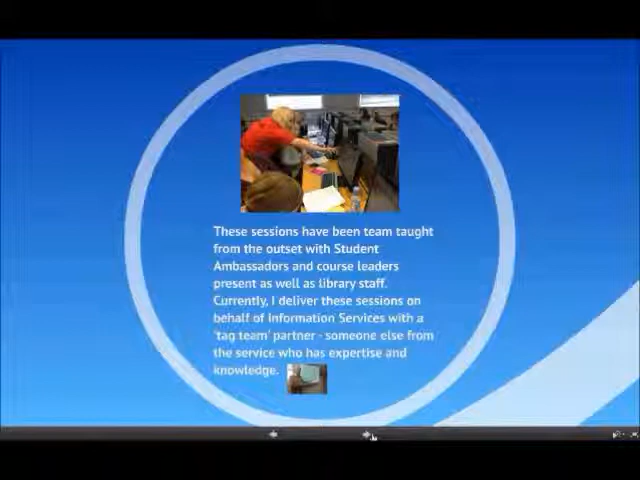 These sessions have been team taught
from the outset with Student
Ambassadors and course leaders
present as well as library staff.
Currently, I deliver these sessions on
behalf of Information Services with a
'tag team' partner - someone else from
the service who has expertise and
knowledge.